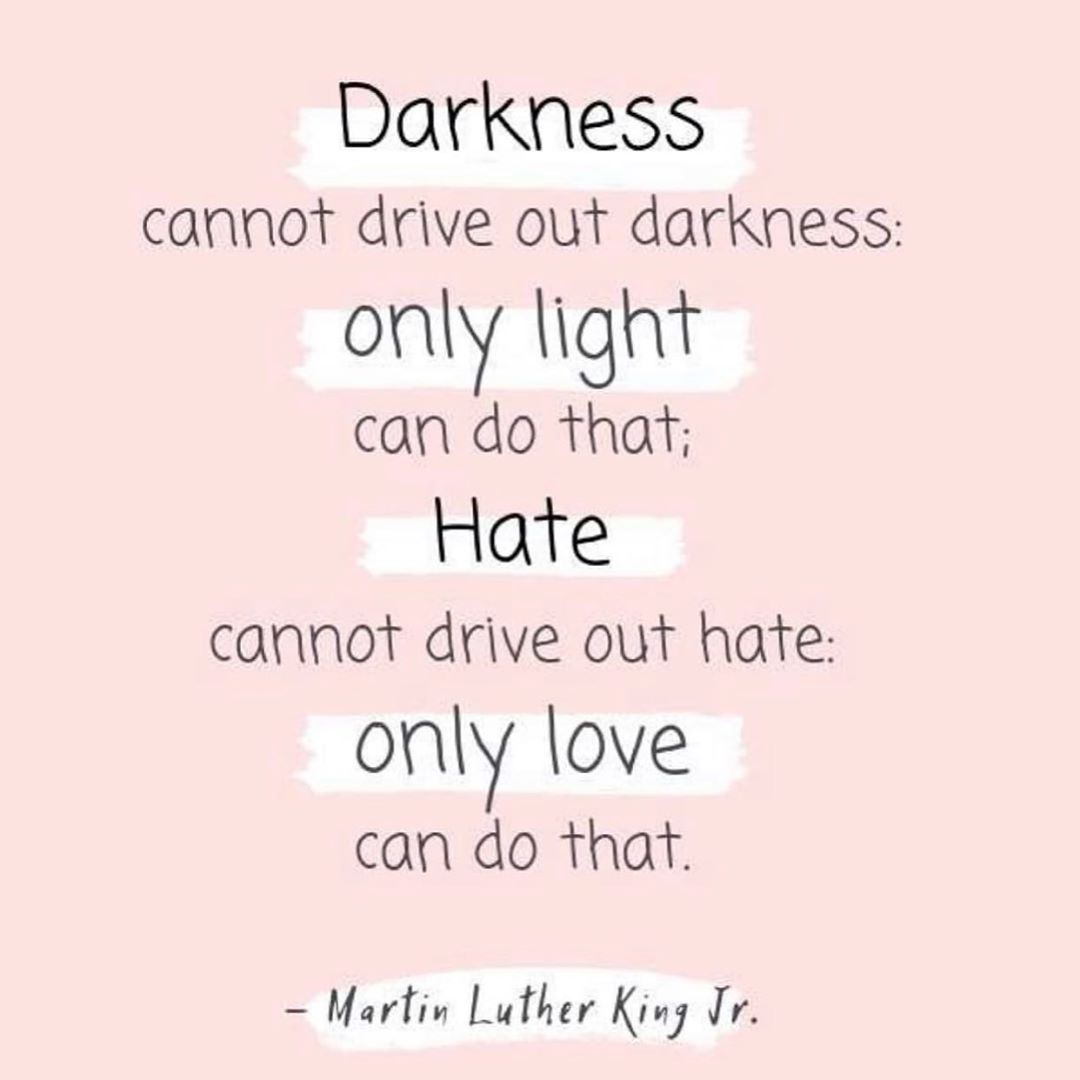 Darkness
cannot drive out darkness:
only light
can do that;
Hate
cannot drive out hate:
only love
can do that.
– Martin Luther King Jr.